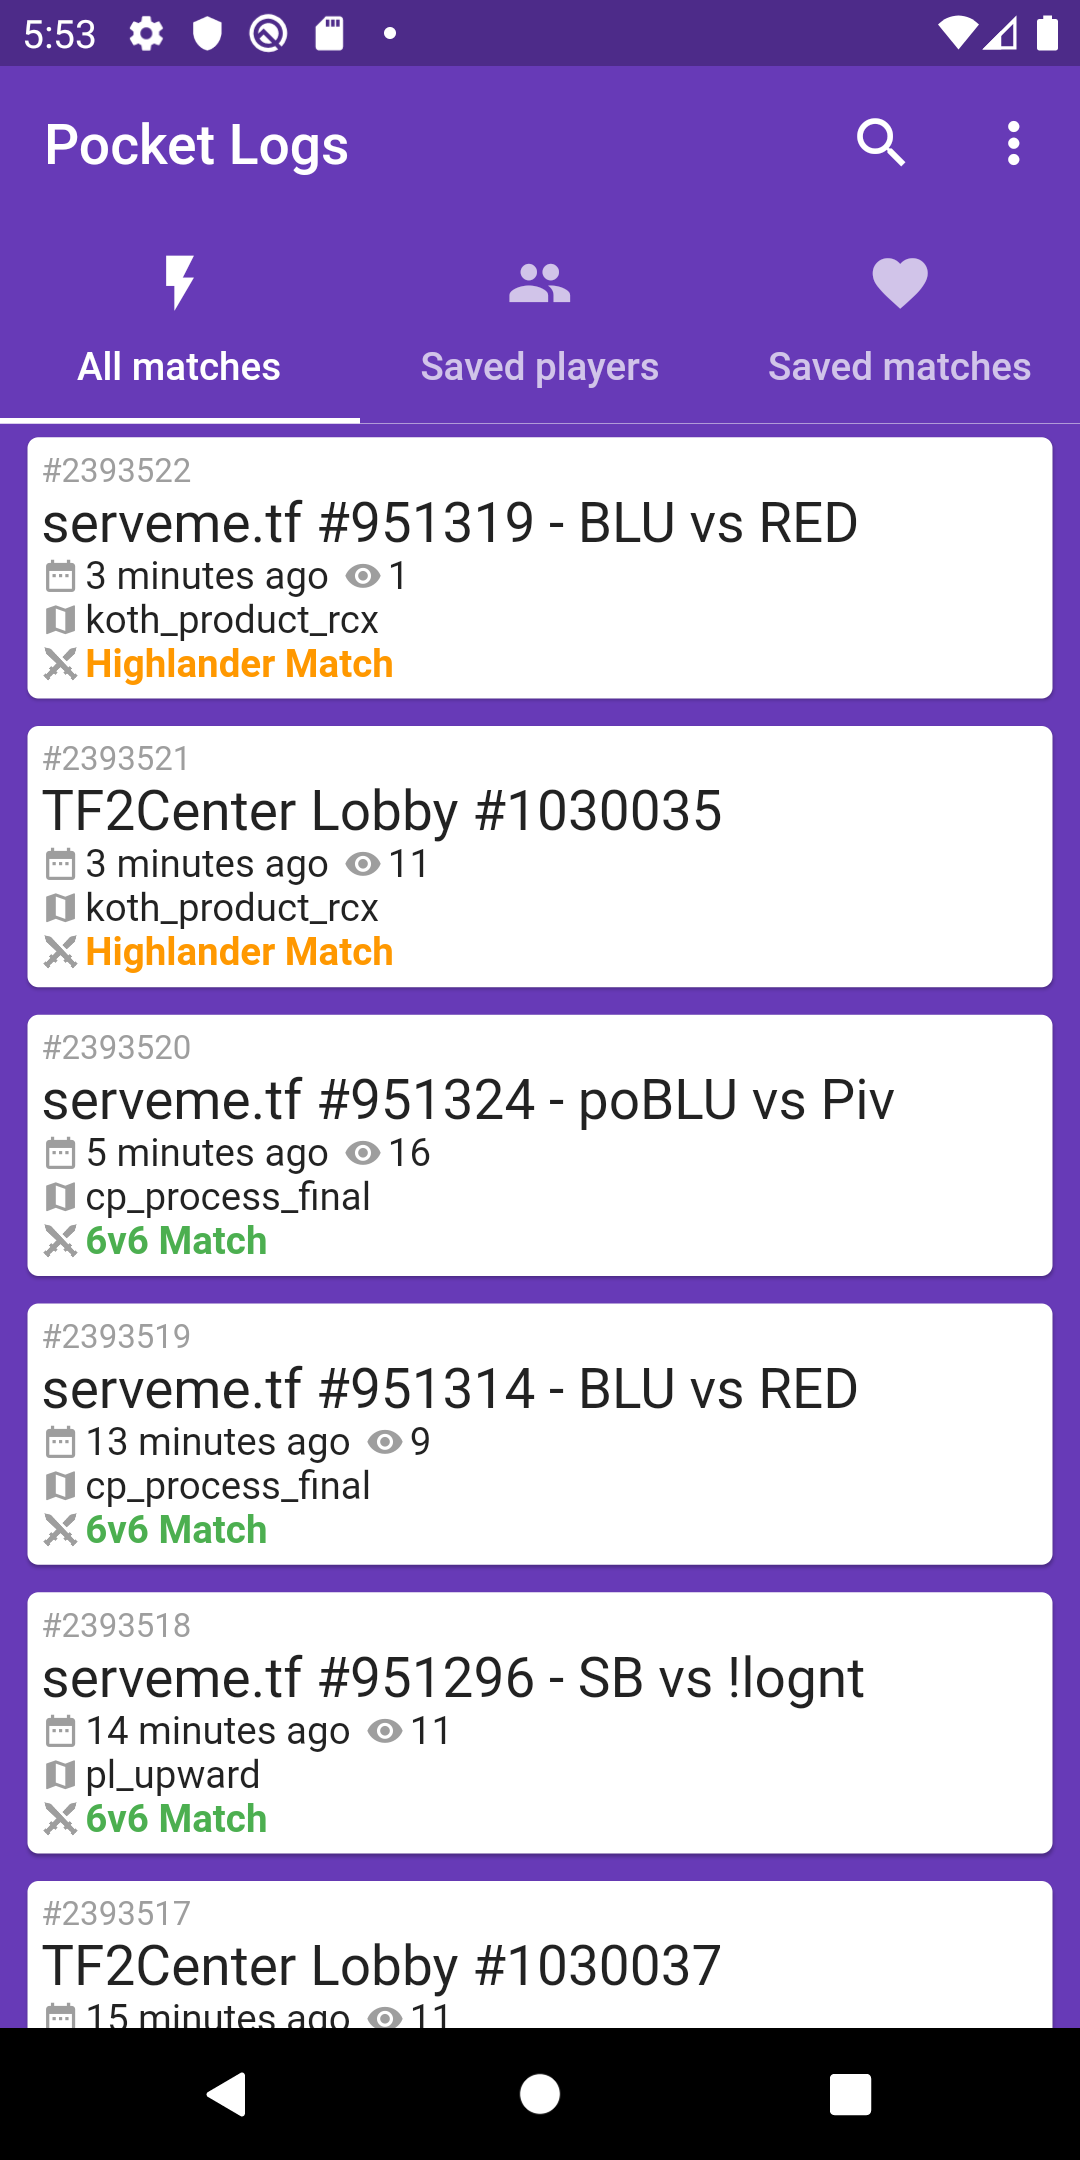 5:53
Pocket Logs
All matches
Saved players
Saved matches
#2393522
serveme.tf #951319 - BLU vs RED
3 minutes ago 1
koth_product_rcx
Highlander Match
#2393521
TF2Center Lobby #1030035
3 minutes ago 11
koth_product_rcx
Highlander Match
#2393520
serveme.tf #951324 - poBLU vs Piv
5 minutes ago 16
cp_process_final
6v6 Match
#2393519
serveme.tf #951314 - BLU vs RED
13 minutes ago 9
cp_process_final
6v6 Match
#2393518
serveme.tf #951296 - SB vs !lognt
14 minutes ago 11
pl_upward
6v6 Match
#2393517
TF2Center Lobby #1030037
15 minutes ago 11